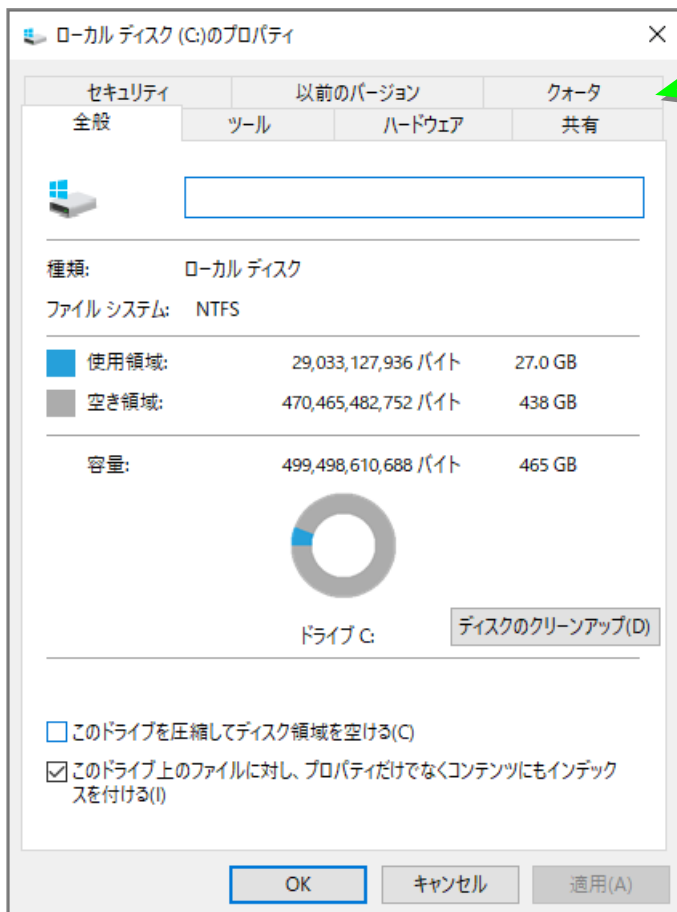 ローカル ディスク (C:)のプロパティ
セキュリティ 以前のバージョン クォータ
全般 ツール ハードウェア 共有
種類: ローカル ディスク
ファイル システム: NTFS
使用領域: 29,033,127,936 バイト 27.0 GB
空き領域: 470,465,482,752 バイト 438 GB
容量: 499,498,610,688 バイト 465 GB
ドライブ C: ディスクのクリーンアップ(D)
このドライブを圧縮してディスク領域を空ける(C)
このドライブ上のファイルに対し、プロパティだけでなくコンテンツにもインデック
スを付ける(I)
OK キャンセル 適用(A)